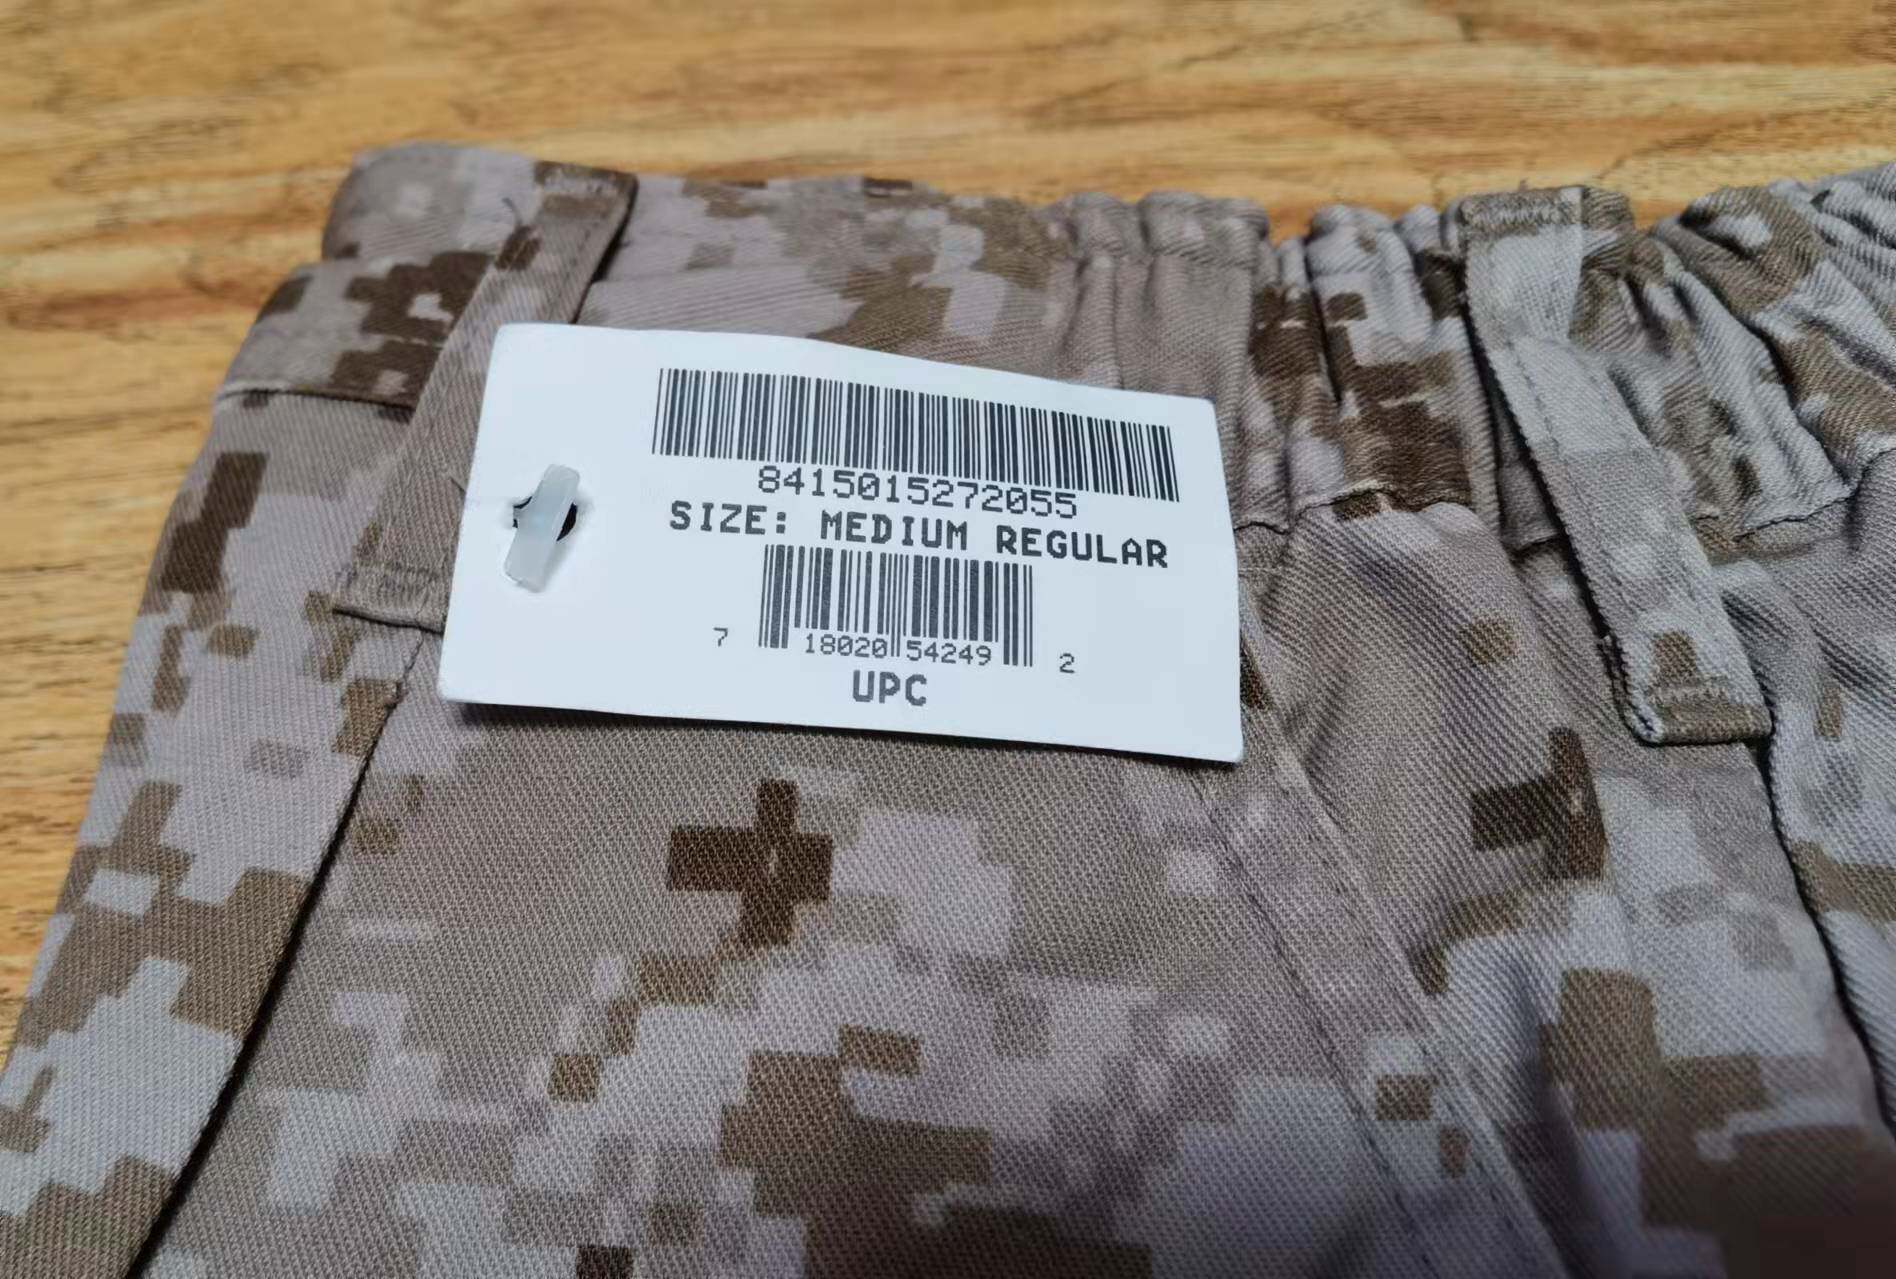 8415015272055
SIZE: MEDIUM REGULAR
7 18020 54249 2
UPC